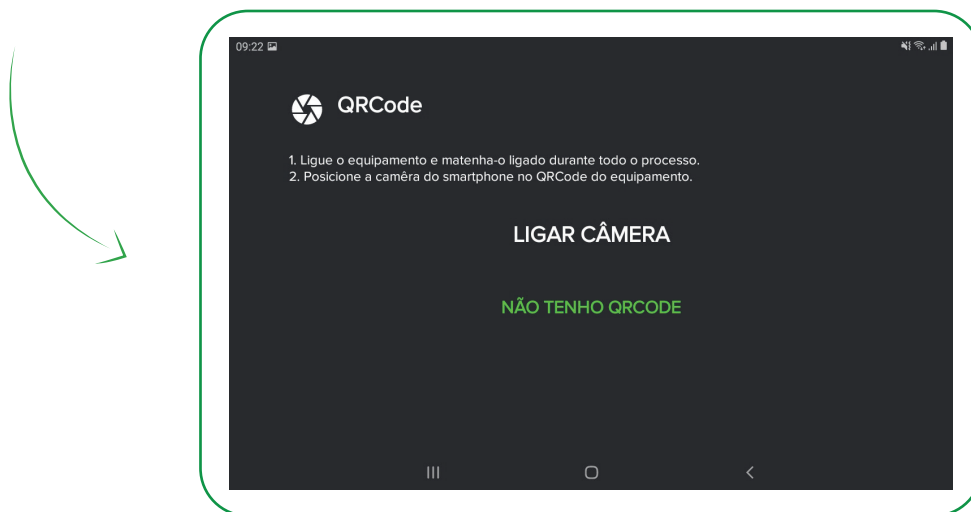 09:22
QRCode
1. Ligue o equipamento e matenha-o ligado durante todo o processo.
2. Posicione a camêra do smartphone no QRCode do equipamento.
LIGAR CÂMERA
NÃO TENHO QRCODE